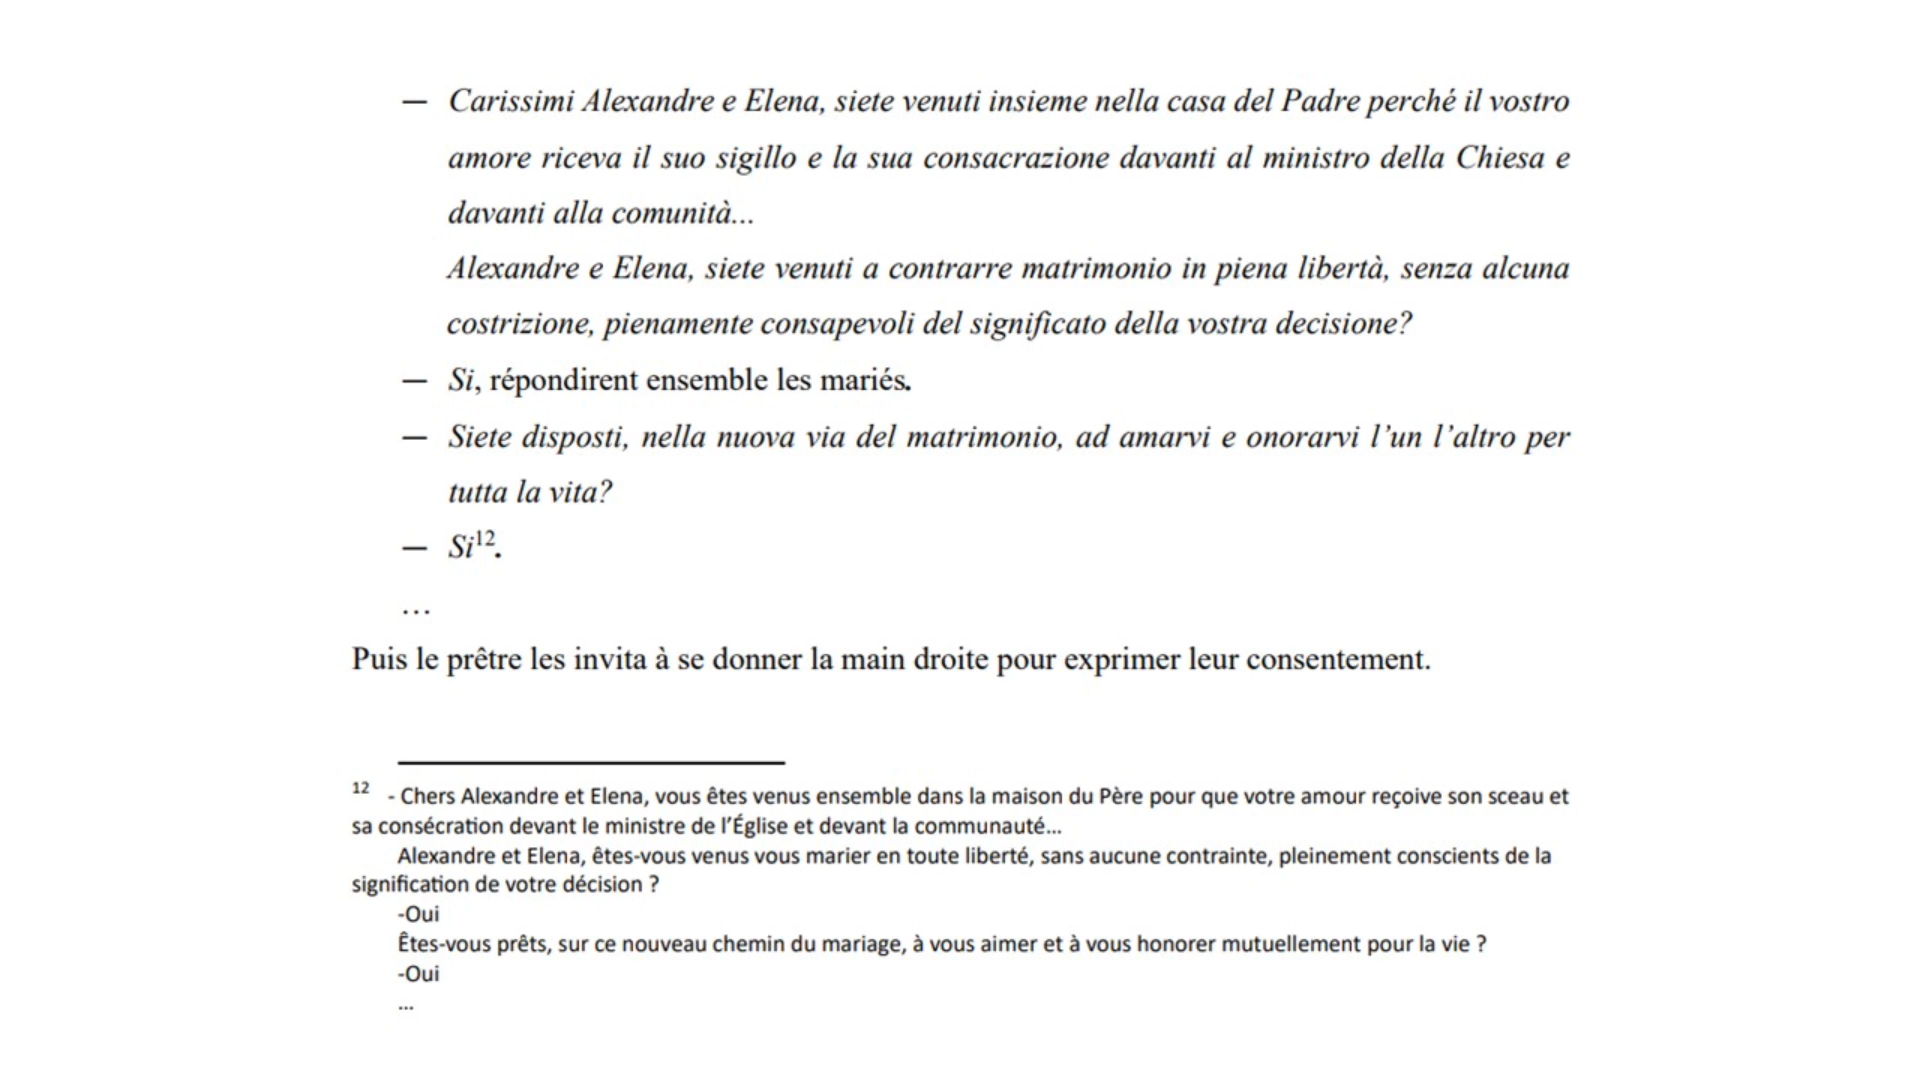 — Carissimi Alexandre e Elena, siete venuti insieme nella casa del Padre perché il vostro
amore riceva il suo sigillo e la sua consacrazione davanti al ministro della Chiesa e
davanti alla comunità...
Alexandre e Elena, siete venuti a contrarre matrimonio in piena libertà, senza alcuna
costrizione, pienamente consapevoli del significato della vostra decisione?
— Si, répondirent ensemble les mariés.
— Siete disposti, nella nuova via del matrimonio, ad amarvi e onorarvi l’un l’altro per
tutta la vita?
— Si¹².
…
Puis le prêtre les invita à se donner la main droite pour exprimer leur consentement.
¹² - Chers Alexandre et Elena, vous êtes venus ensemble dans la maison du Père pour que votre amour reçoive son sceau et
sa consécration devant le ministre de l’Église et devant la communauté…
Alexandre et Elena, êtes-vous venus vous marier en toute liberté, sans aucune contrainte, pleinement conscients de la
signification de votre décision ?
-Oui
Êtes-vous prêts, sur ce nouveau chemin du mariage, à vous aimer et à vous honorer mutuellement pour la vie ?
-Oui
…